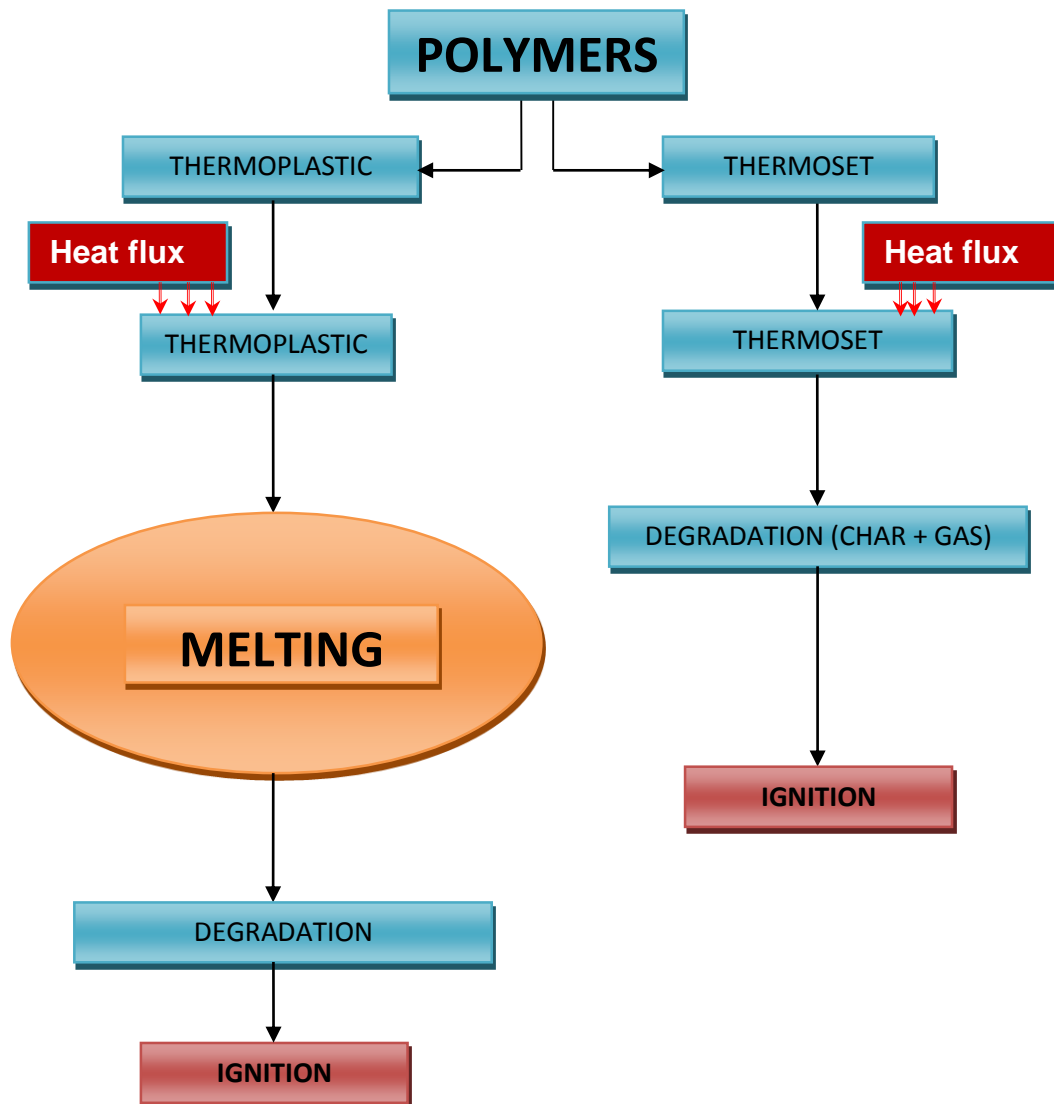 POLYMERS
THERMOPLASTIC
THERMOSET
Heat flux
Heat flux
THERMOPLASTIC
THERMOSET
DEGRADATION (CHAR + GAS)
MELTING
IGNITION
DEGRADATION
IGNITION